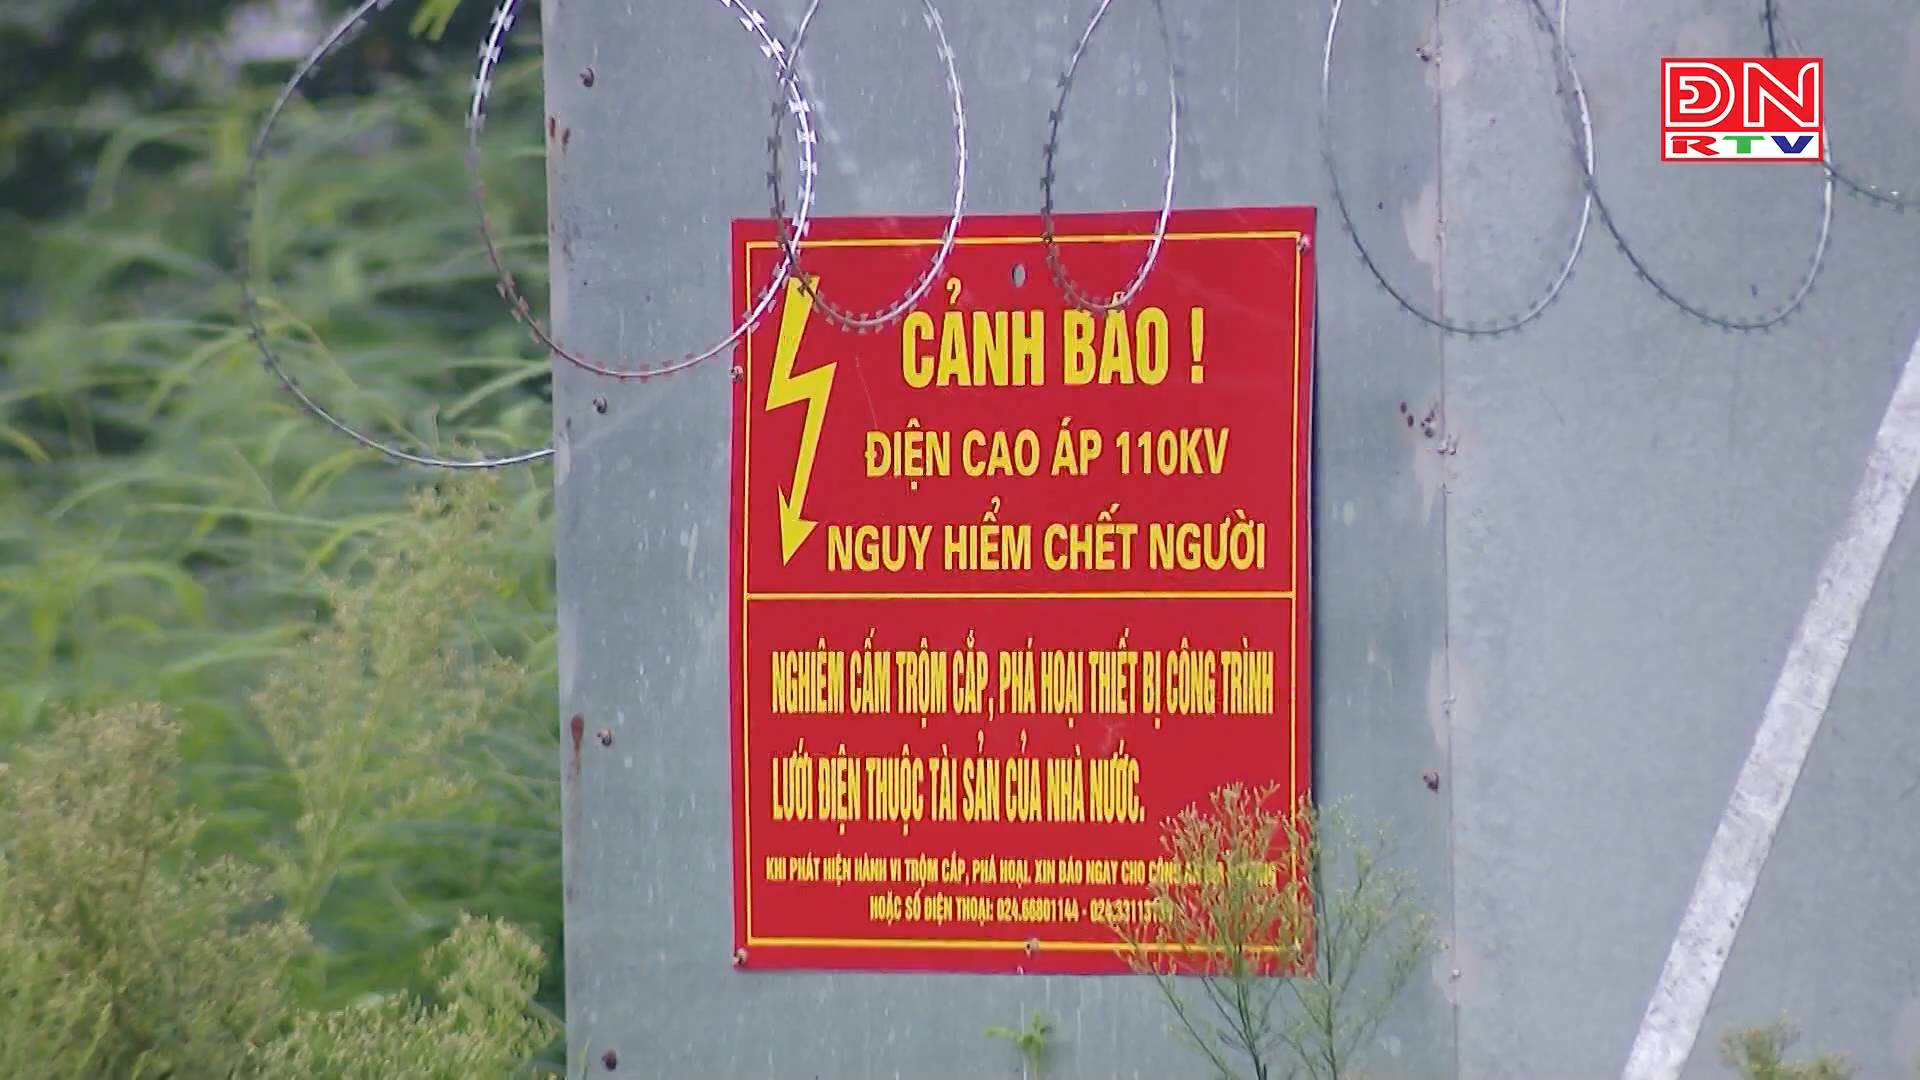 ĐN
RTV
CẢNH BÁO !
ĐIỆN CAO ÁP 110KV
NGUY HIỂM CHẾT NGƯỜI
NGHIÊM CẤM TRỘM CẮP, PHÁ HOẠI THIẾT BỊ CÔNG TRÌNH
LƯỚI ĐIỆN THUỘC TÀI SẢN CỦA NHÀ NƯỚC.
KHI PHÁT HIỆN HÀNH VI TRỘM CẮP, PHÁ HOẠI. XIN BÁO NGAY CHO CÔNG AN
HOẶC SỐ ĐIỆN THOẠI: 024.66801144 -